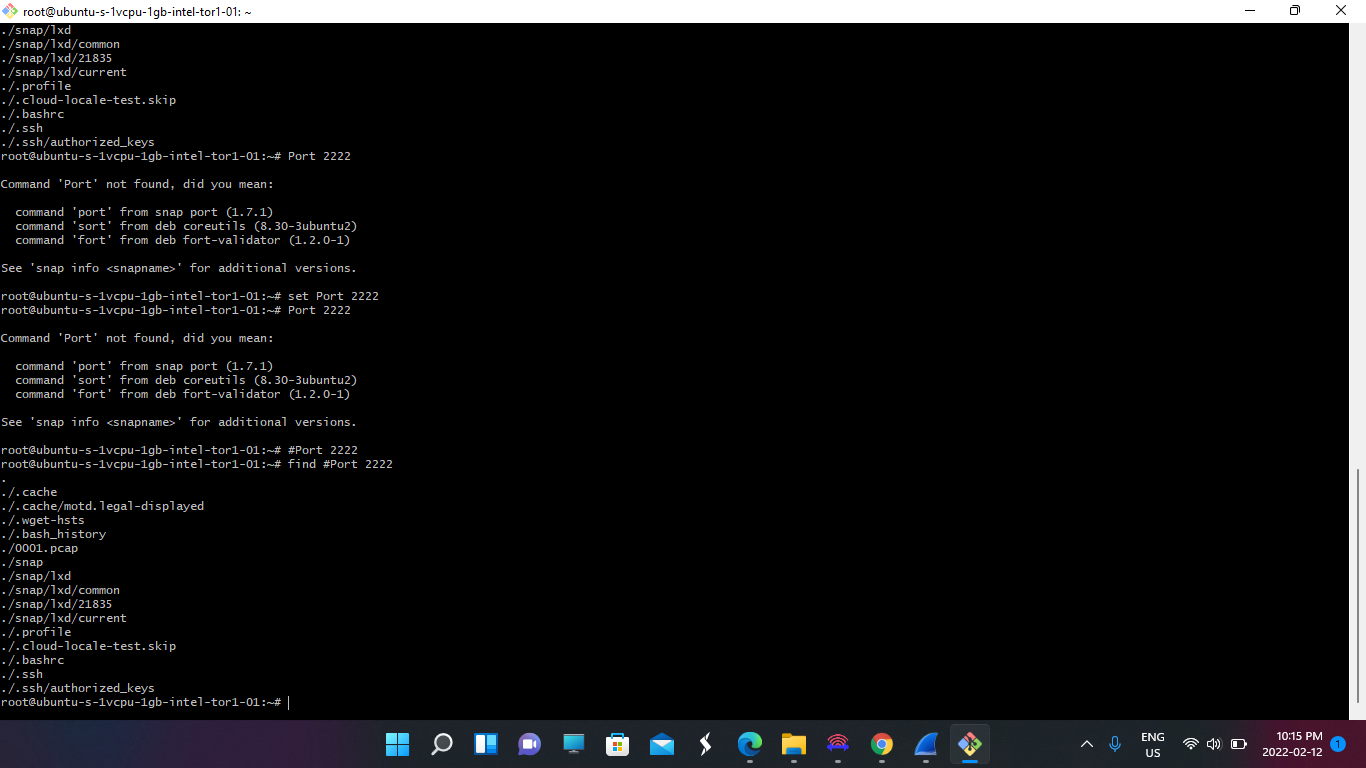 root@ubuntu-s-1vcpu-1gb-intel-tor1-01: ~
./snap/lxd
./snap/lxd/common
./snap/lxd/21835
./snap/lxd/current
./.profile
./.cloud-locale-test.skip
./.bashrc
./.ssh
./.ssh/authorized_keys
root@ubuntu-s-1vcpu-1gb-intel-tor1-01:~# Port 2222
Command 'Port' not found, did you mean:
command 'port' from snap port (1.7.1)
command 'sort' from deb coreutils (8.30-3ubuntu2)
command 'fort' from deb fort-validator (1.2.0-1)
See 'snap info <snapname>' for additional versions.
root@ubuntu-s-1vcpu-1gb-intel-tor1-01:~# set Port 2222
root@ubuntu-s-1vcpu-1gb-intel-tor1-01:~# Port 2222
Command 'Port' not found, did you mean:
command 'port' from snap port (1.7.1)
command 'sort' from deb coreutils (8.30-3ubuntu2)
command 'fort' from deb fort-validator (1.2.0-1)
See 'snap info <snapname>' for additional versions.
root@ubuntu-s-1vcpu-1gb-intel-tor1-01:~# #Port 2222
root@ubuntu-s-1vcpu-1gb-intel-tor1-01:~# find #Port 2222
.
./.cache
./.cache/motd.legal-displayed
./.wget-hsts
./.bash_history
./0001.pcap
./snap
./snap/lxd
./snap/lxd/common
./snap/lxd/21835
./snap/lxd/current
./.profile
./.cloud-locale-test.skip
./.bashrc
./.ssh
./.ssh/authorized_keys
root@ubuntu-s-1vcpu-1gb-intel-tor1-01:~#
ENG
US
10:15 PM
2022-02-12
1